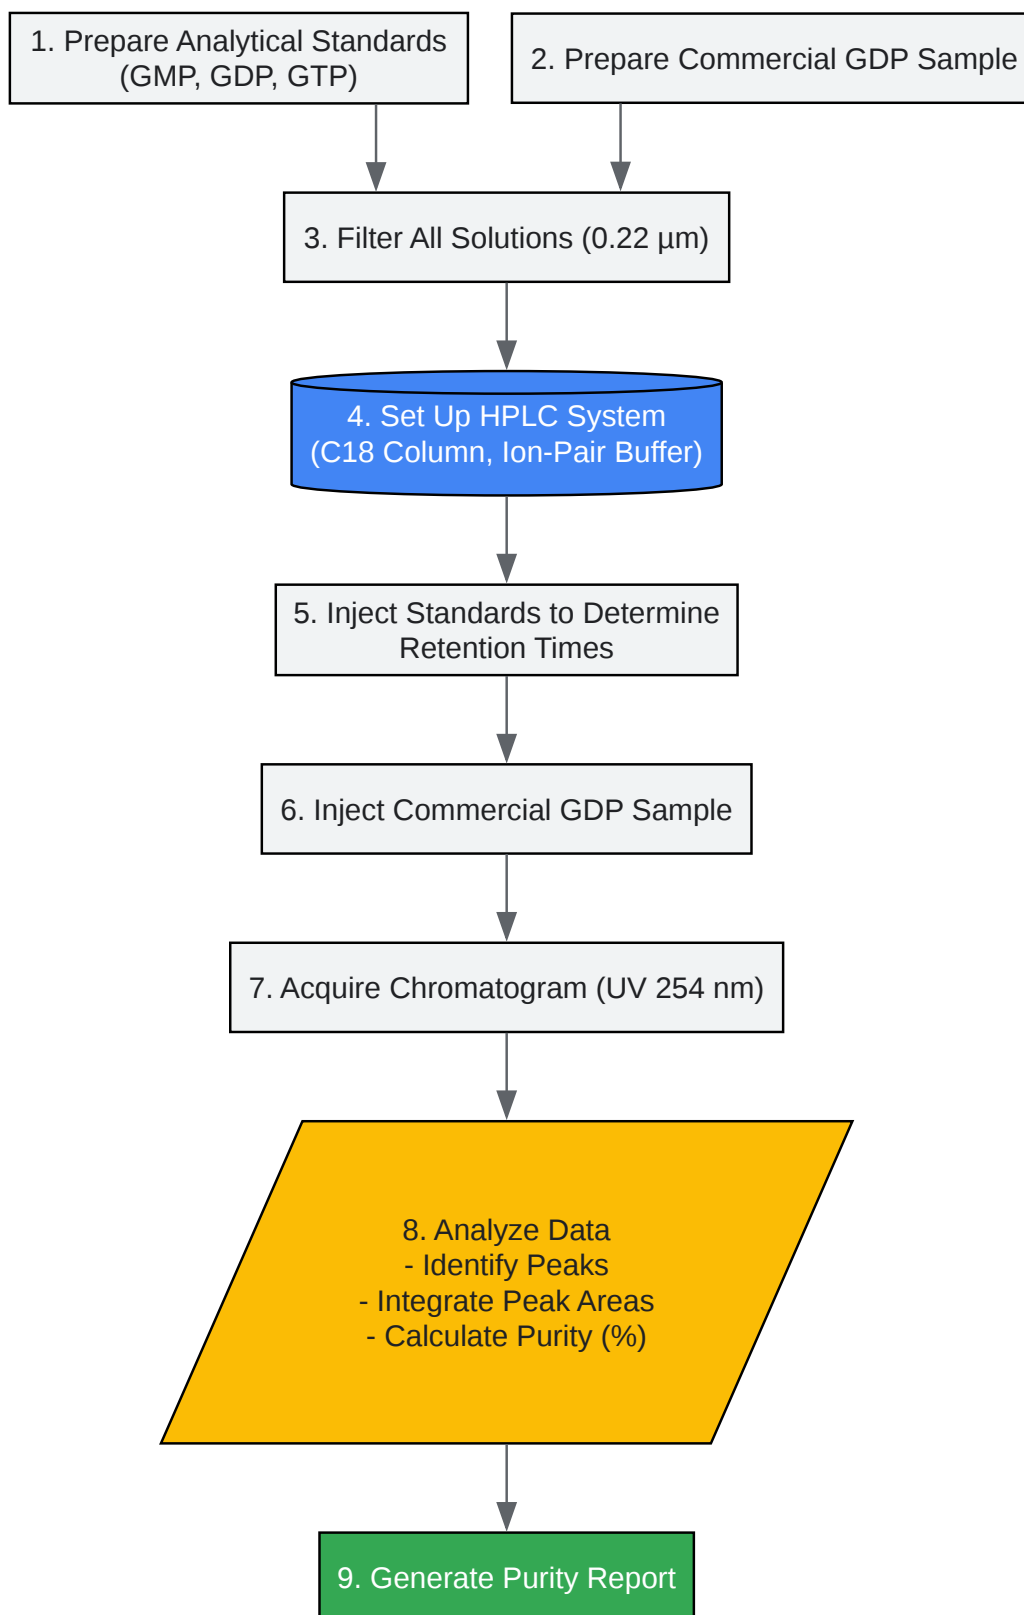 1. Prepare Analytical Standards
(GMP, GDP, GTP)
2. Prepare Commercial GDP Sample
3. Filter All Solutions (0.22 µm)
4. Set Up HPLC System
(C18 Column, Ion-Pair Buffer)
5. Inject Standards to Determine
Retention Times
6. Inject Commercial GDP Sample
7. Acquire Chromatogram (UV 254 nm)
8. Analyze Data
- Identify Peaks
- Integrate Peak Areas
- Calculate Purity (%)
9. Generate Purity Report